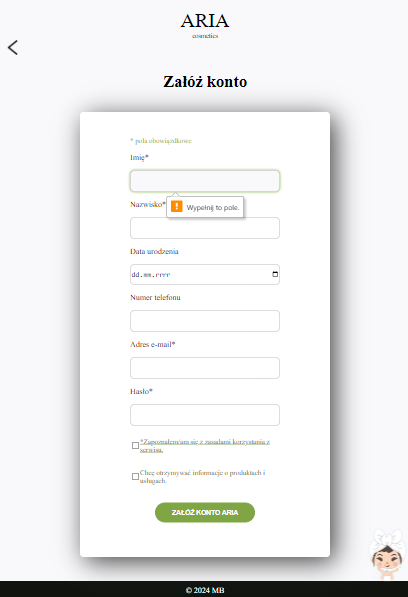 ARIA
cosmetics
Załóż konto
* pola obowiązkowe
Imię*
Wypełnij to pole.
Nazwisko*
Data urodzenia
dd.mm.rrrr
Numer telefonu
Adres e-mail*
Hasło*
*Zapoznałem/am się z zasadami korzystania z
serwisu.
Chcę otrzymywać informacje o produktach i
usługach.
ZAŁÓŻ KONTO ARIA
© 2024 MB